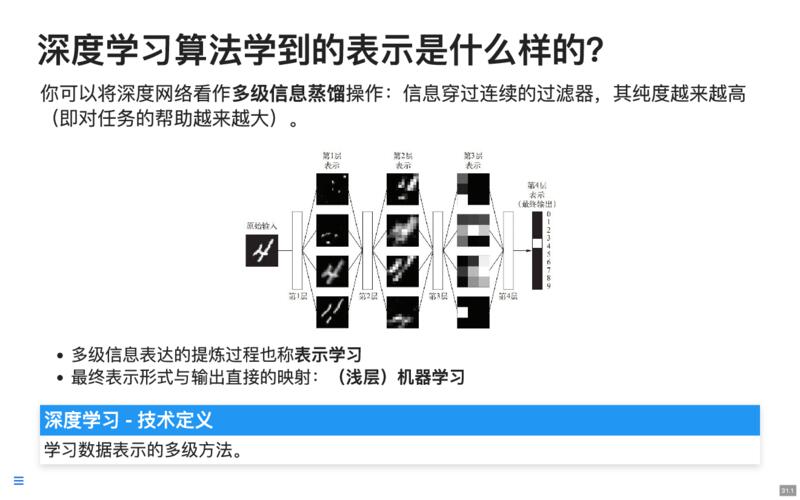 深度学习算法学到的表示是什么样的？
你可以将深度网络看作多级信息蒸馏操作：信息穿过连续的过滤器，其纯度越来越高
（即对任务的帮助越来越大）。
第1层
表示
第2层
表示
第3层
表示
第4层
表示
（最终输出）
原始输入
0
1
2
3
4
5
6
7
8
9
第1层
第2层
第3层
第4层
• 多级信息表达的提炼过程也称表示学习
• 最终表示形式与输出直接的映射：（浅层）机器学习
深度学习 - 技术定义
学习数据表示的多级方法。
21.1